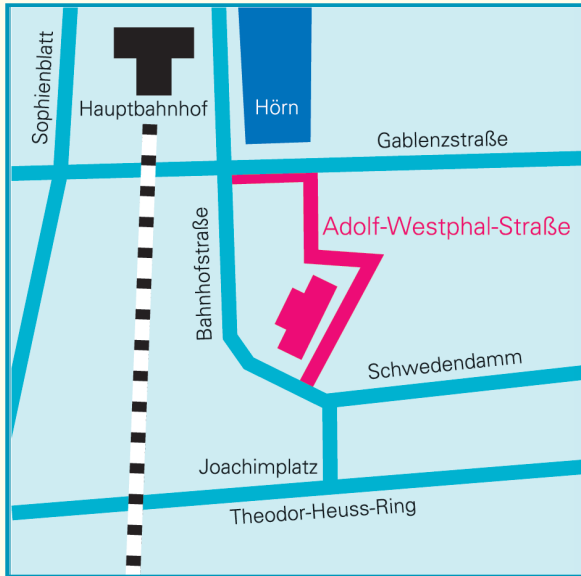 Sophienblatt
Hauptbahnhof
Hörn
Gablenzstraße
Bahnhofstraße
Adolf-Westphal-Straße
Schwedendamm
Joachimplatz
Theodor-Heuss-Ring